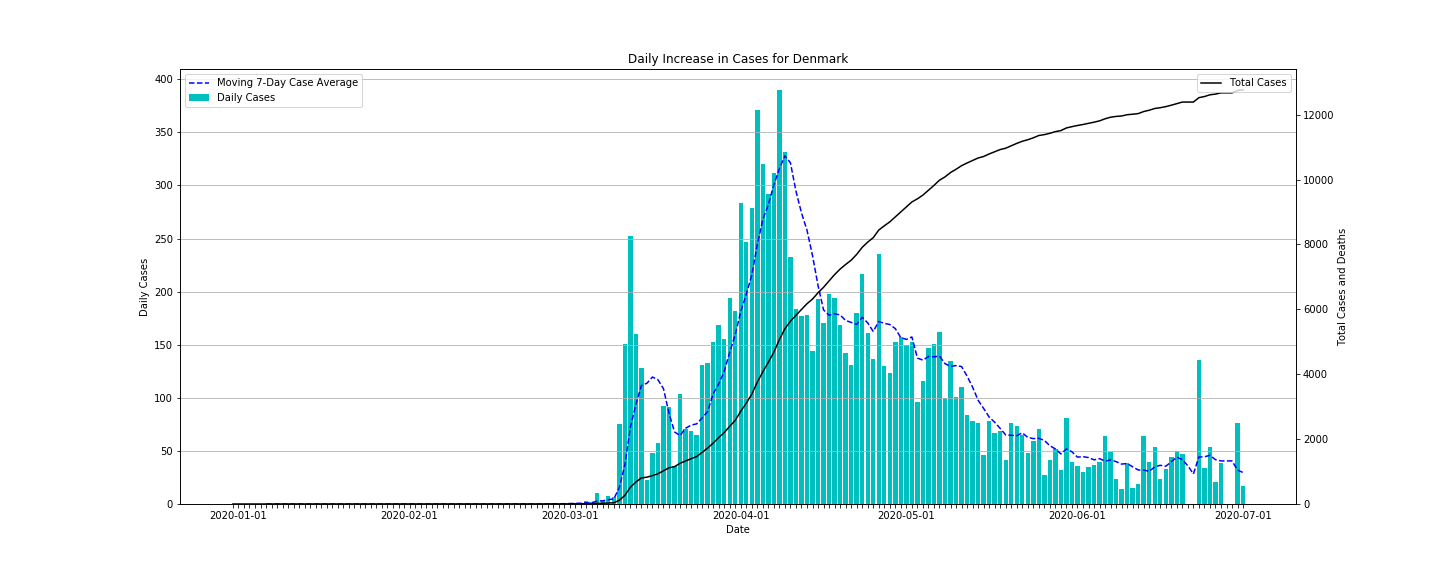 Daily Increase in Cases for Denmark
Moving 7-Day Case Average
Daily Cases
Total Cases
400
350
300
250
200
150
100
50
0
Daily Cases
12000
10000
8000
6000
4000
2000
0
Total Cases and Deaths
2020-01-01 2020-02-01 2020-03-01 2020-04-01 2020-05-01 2020-06-01 2020-07-01
Date